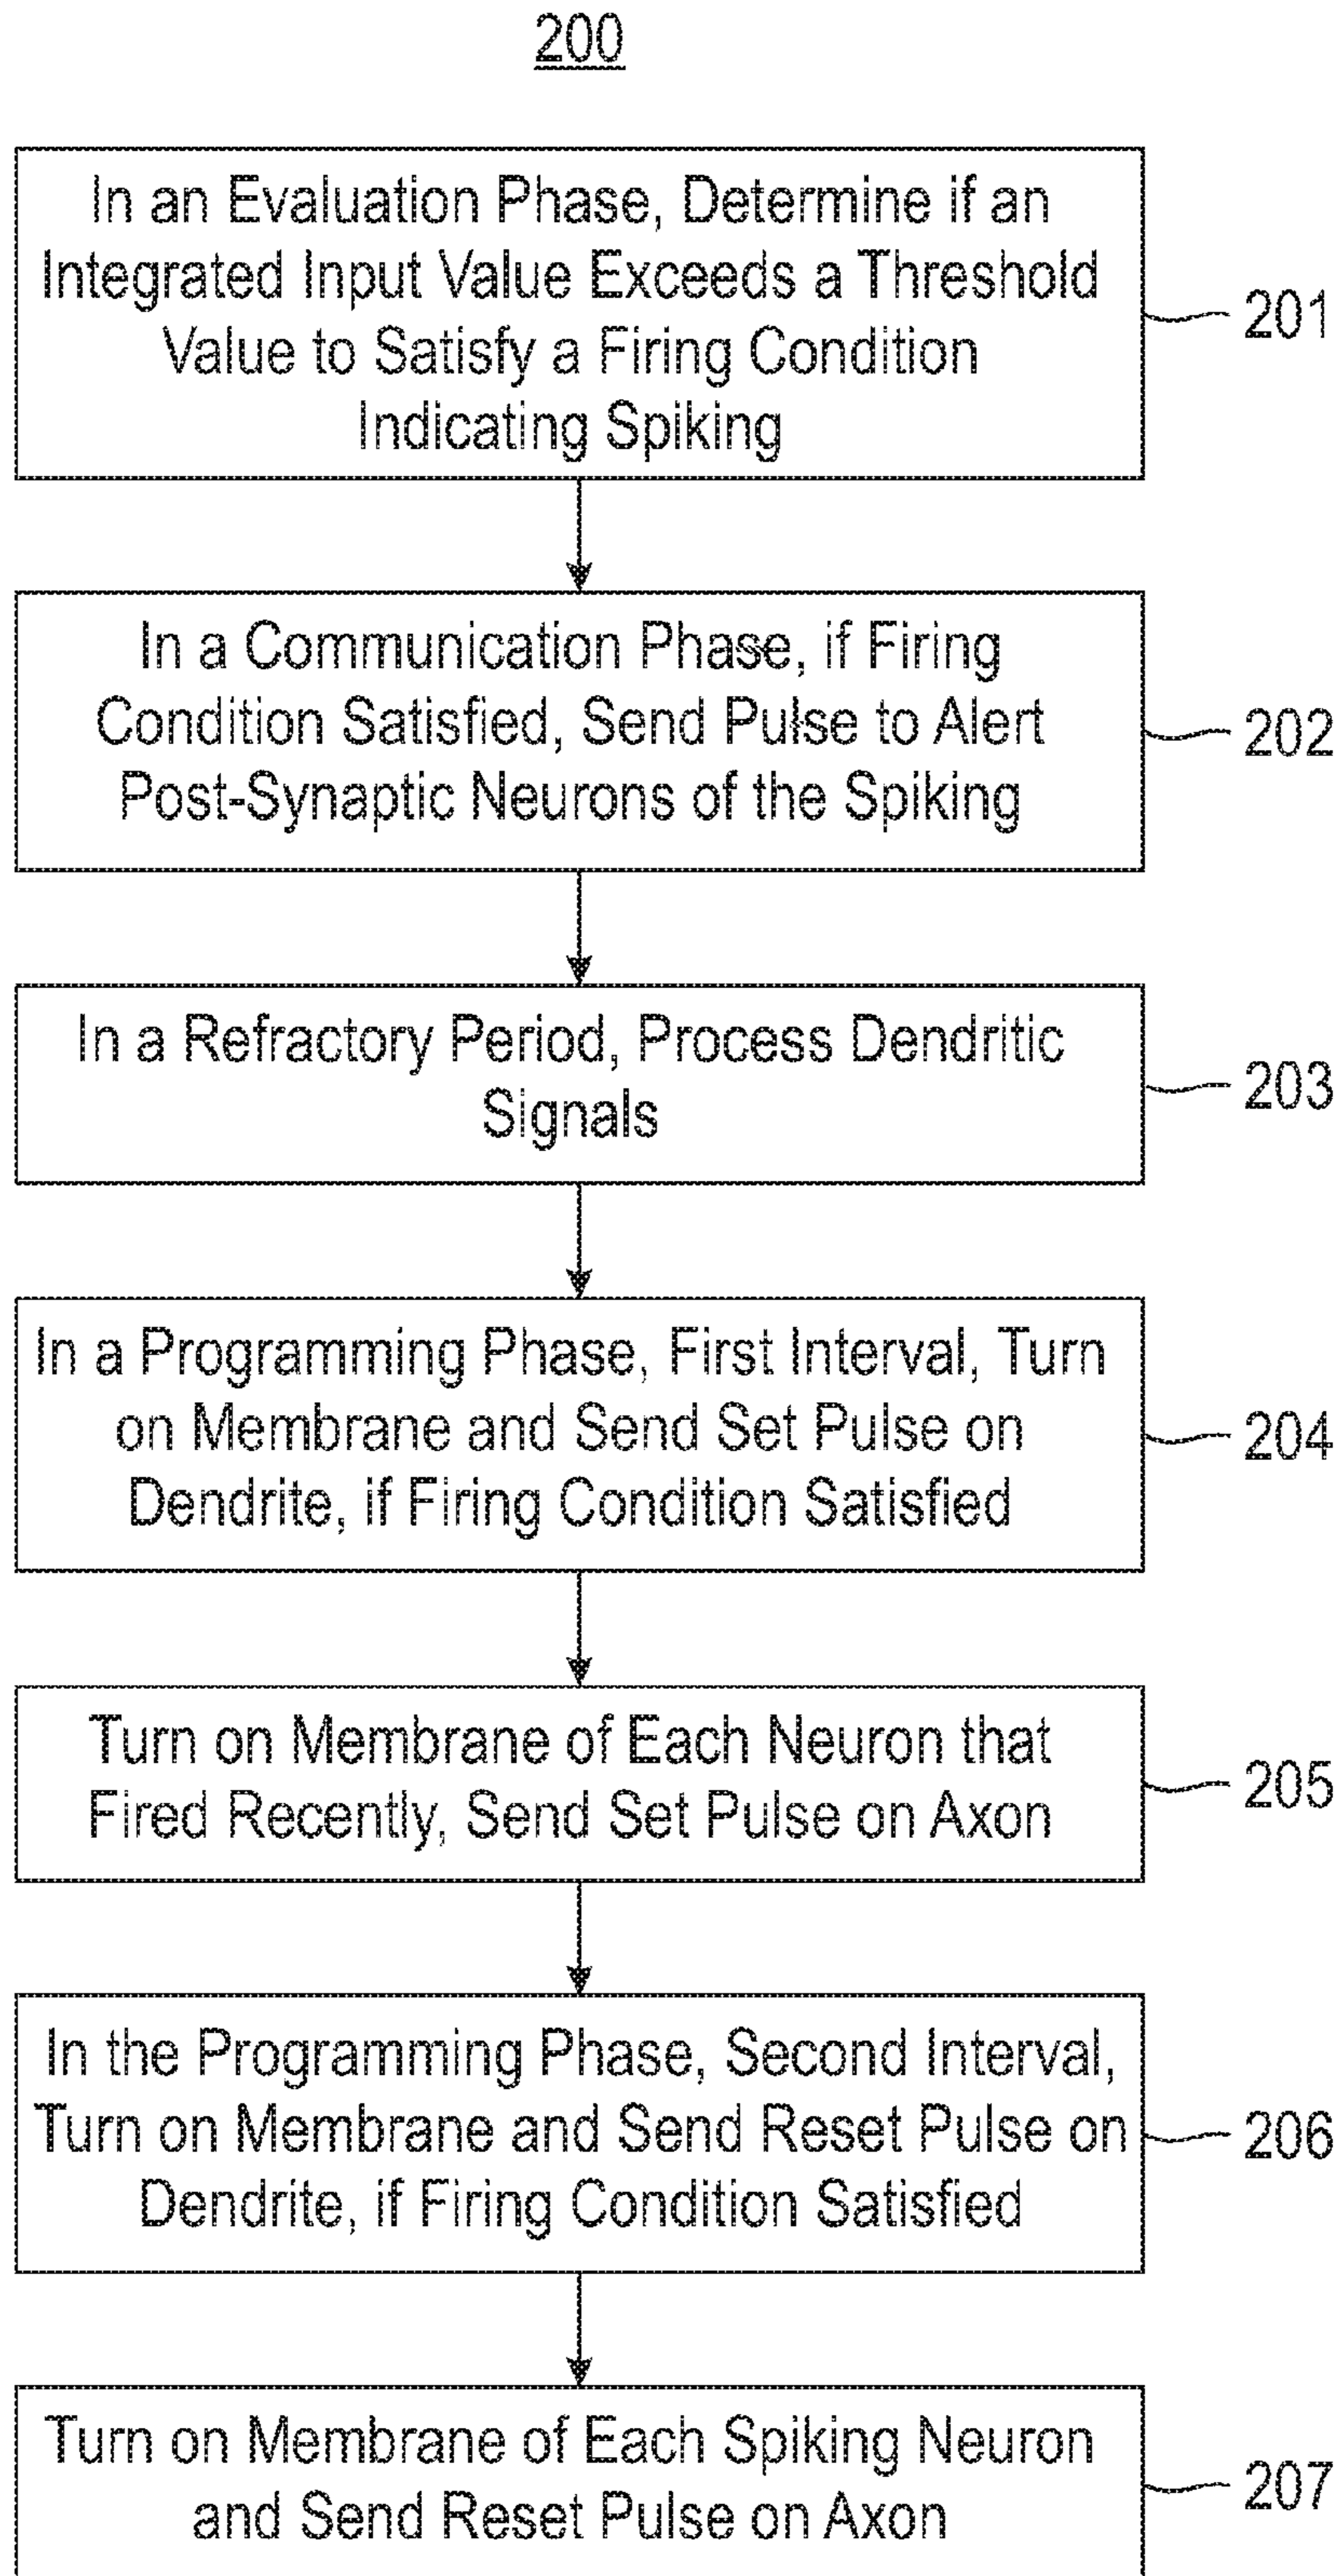 200
In an Evaluation Phase, Determine if an
Integrated Input Value Exceeds a Threshold
Value to Satisfy a Firing Condition
Indicating Spiking
201
In a Communication Phase, if Firing
Condition Satisfied, Send Pulse to Alert
Post-Synaptic Neurons of the Spiking
202
In a Refractory Period, Process Dendritic
Signals
203
In a Programming Phase, First Interval, Turn
on Membrane and Send Set Pulse on
Dendrite, if Firing Condition Satisfied
204
Turn on Membrane of Each Neuron that
Fired Recently, Send Set Pulse on Axon
205
In the Programming Phase, Second Interval,
Turn on Membrane and Send Reset Pulse on
Dendrite, if Firing Condition Satisfied
206
Turn on Membrane of Each Spiking Neuron
and Send Reset Pulse on Axon
207